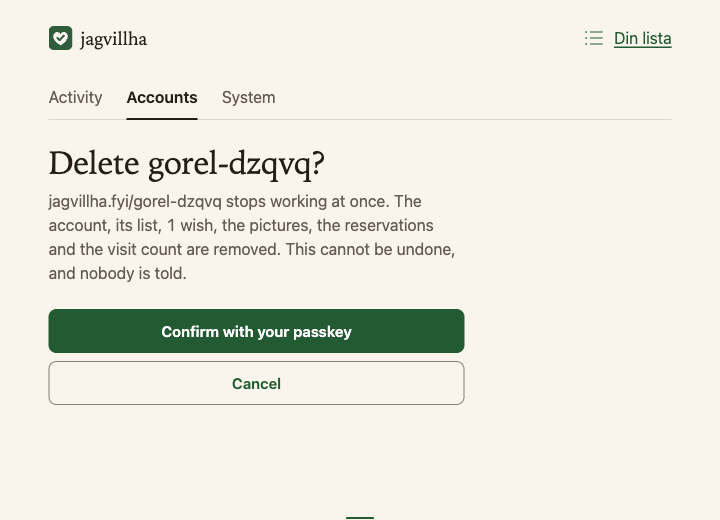 jagvillha
Din lista
Activity Accounts System
Delete gorel-dzqvq?
jagvillha.fyi/gorel-dzqvq stops working at once. The
account, its list, 1 wish, the pictures, the reservations
and the visit count are removed. This cannot be undone,
and nobody is told.
Confirm with your passkey
Cancel